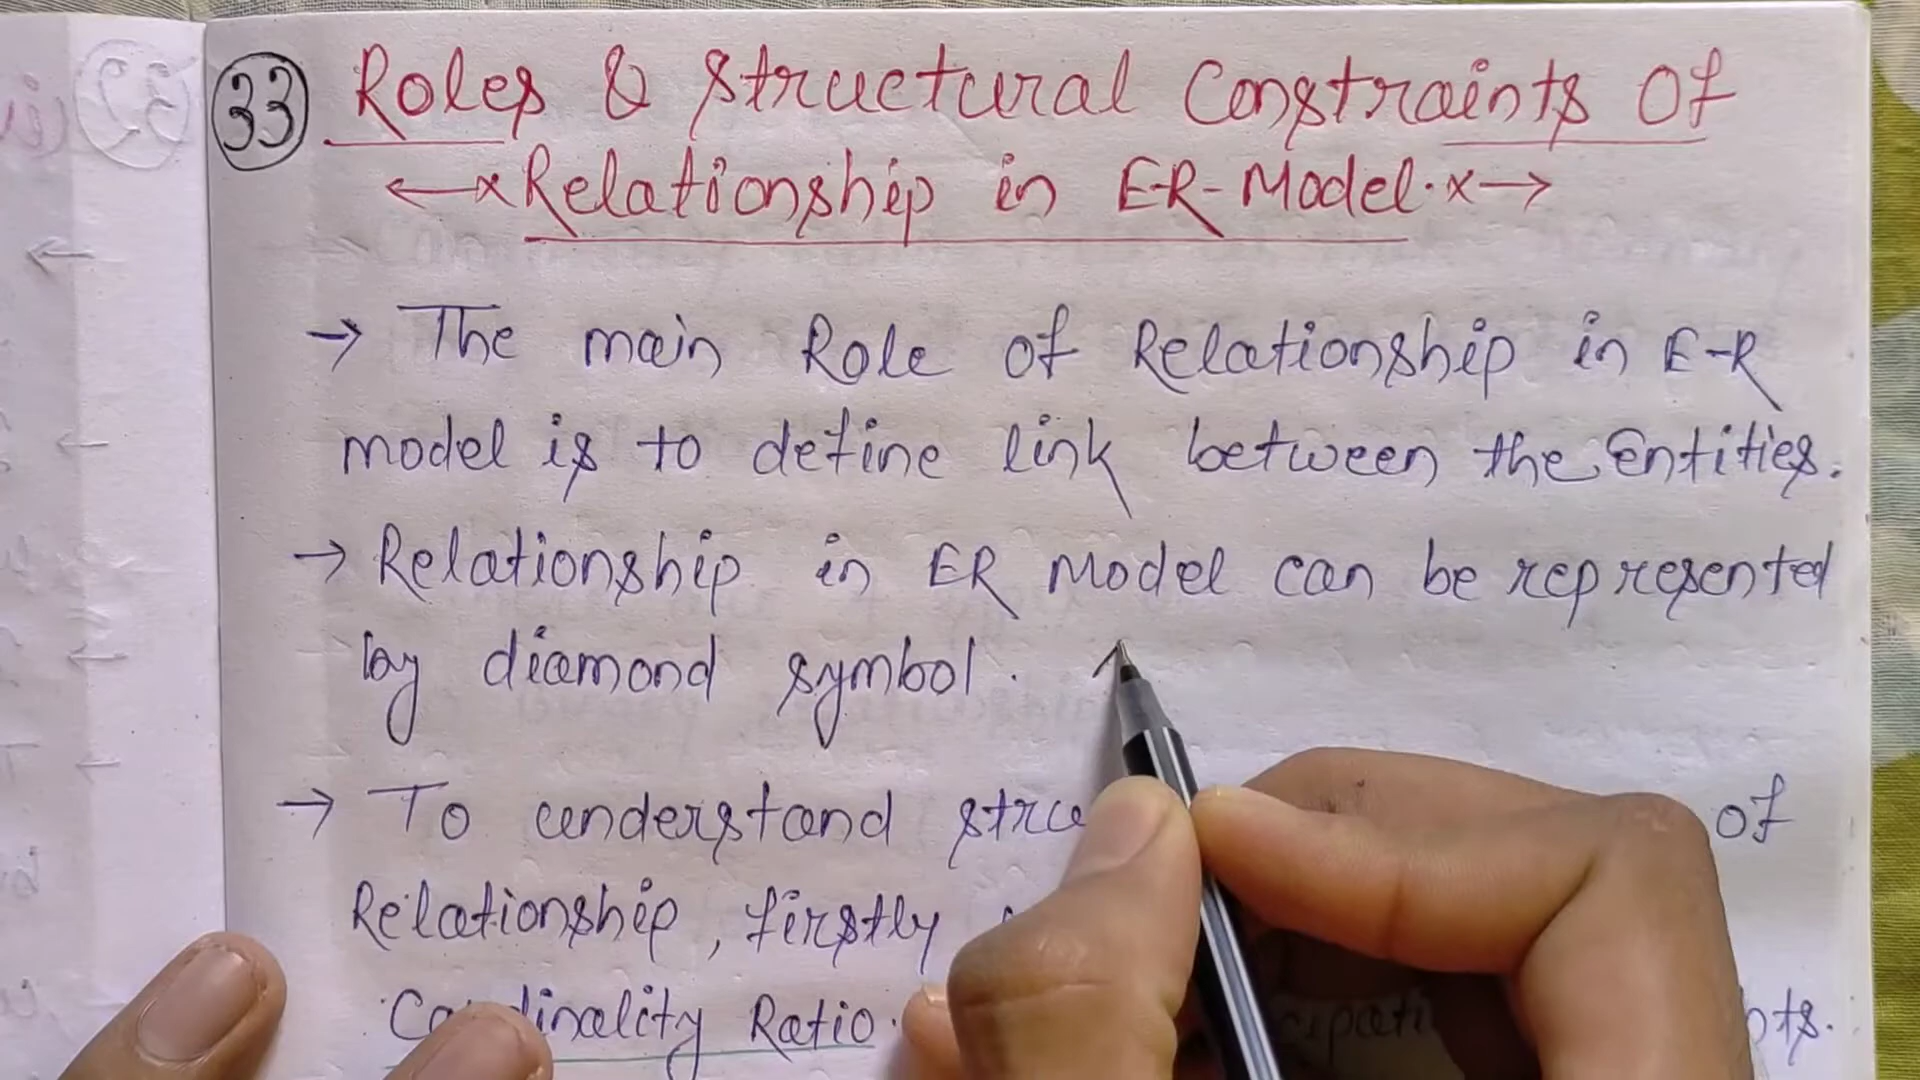 33 Roles & Structural Constraints Of
Relationship in E-R-Model.
→ The main Role of Relationship in E-R
model is to define link between the Entities.
→ Relationship in ER Model can be represented
by diamond symbol.
→ To understand of
Relationship, firstly
Ratio.